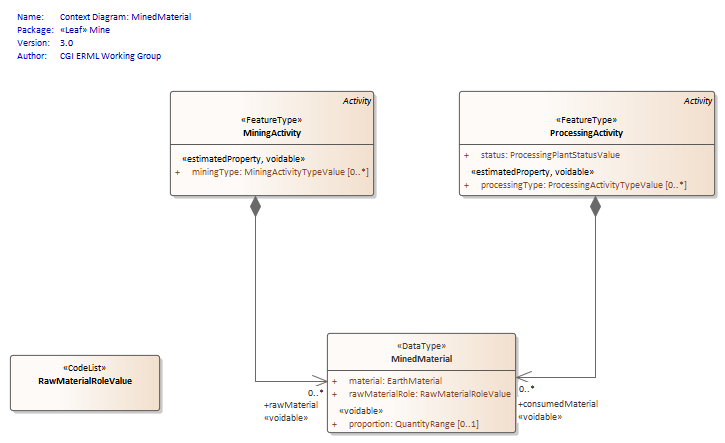 Name: Context Diagram: MinedMaterial
Package: «Leaf» Mine
Version: 3.0
Author: CGI ERML Working Group
Activity
«FeatureType»
MiningActivity
«estimatedProperty, voidable»
+ miningType: MiningActivityTypeValue [0..*]
Activity
«FeatureType»
ProcessingActivity
+ status: ProcessingPlantStatusValue
«estimatedProperty, voidable»
+ processingType: ProcessingActivityTypeValue [0..*]
«CodeList»
RawMaterialRoleValue
0..*
+rawMaterial
«voidable»
«DataType»
MinedMaterial
+ material: EarthMaterial
+ rawMaterialRole: RawMaterialRoleValue
«voidable»
+ proportion: QuantityRange [0..1]
0..*
+consumedMaterial
«voidable»